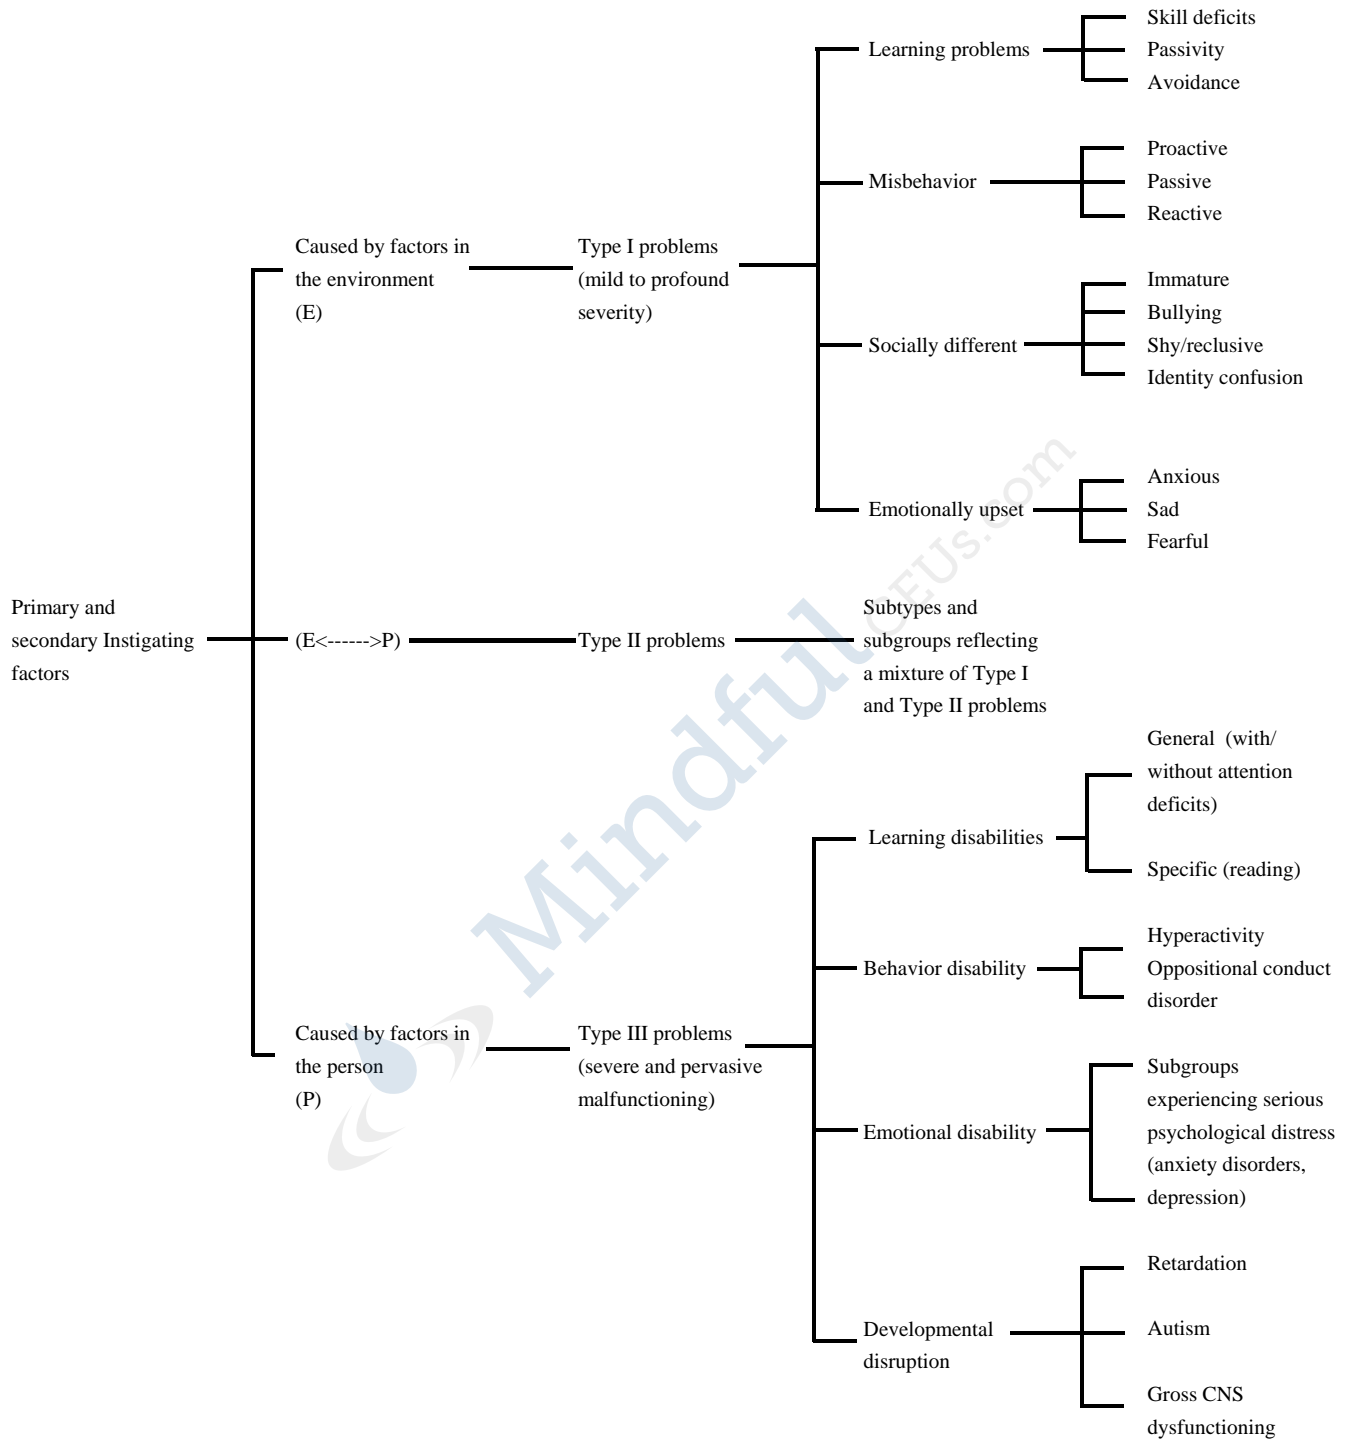 Skill deficits
Learning problems
Passivity
Avoidance
Proactive
Misbehavior
Passive
Reactive
Caused by factors in
the environment
(E)
Type I problems
(mild to profound
severity)
Immature
Bullying
Socially different
Shy/reclusive
Identity confusion
Anxious
Emotionally upset
Sad
Fearful
Primary and
secondary Instigating
factors
(E<------>P)
Type II problems
Subtypes and
subgroups reflecting
a mixture of Type I
and Type II problems
General (with/
without attention
deficits)
Learning disabilities
Specific (reading)
Hyperactivity
Behavior disability
Oppositional conduct
disorder
Caused by factors in
the person
(P)
Type III problems
(severe and pervasive
malfunctioning)
Subgroups
experiencing serious
Emotional disability
psychological distress
(anxiety disorders,
depression)
Retardation
Developmental
disruption
Autism
Gross CNS
dysfunctioning
Mindful CEUs.com